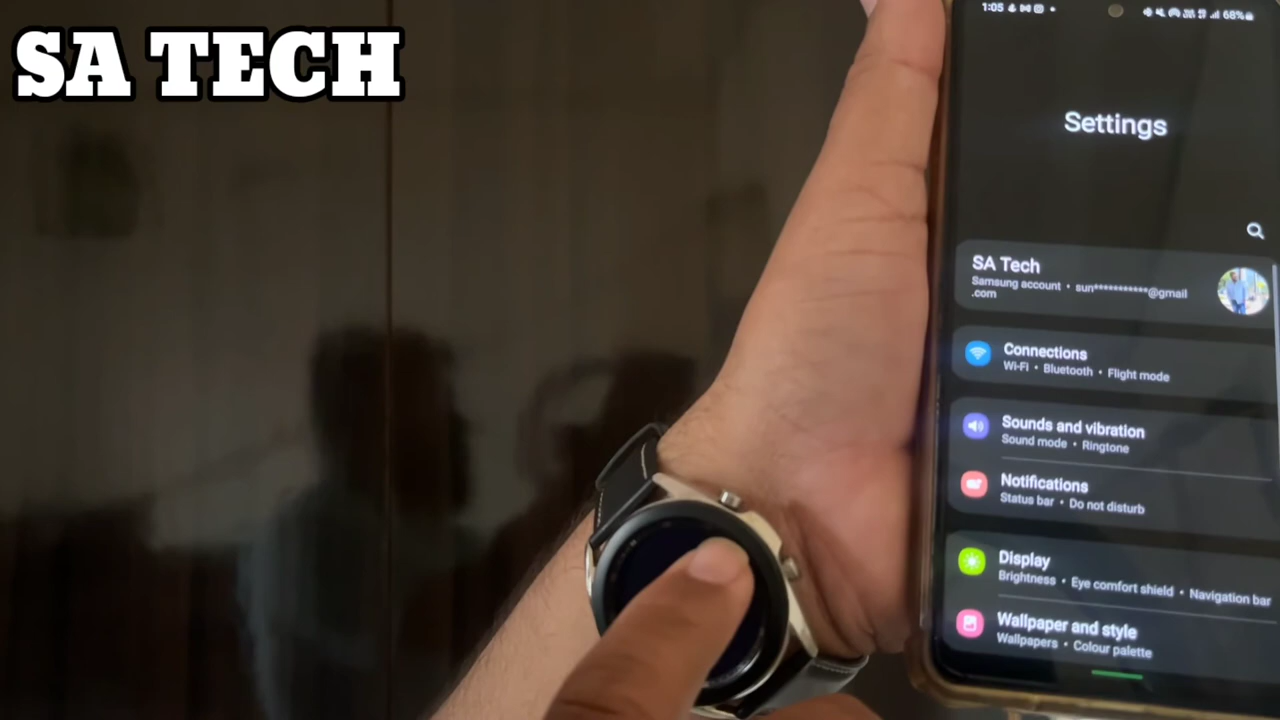 SA TECH
1:05
68%
Settings
SA Tech
Samsung account • sun***********@gmail
.com
Connections
Wi-Fi • Bluetooth • Flight mode
Sounds and vibration
Sound mode • Ringtone
Notifications
Status bar • Do not disturb
Display
Brightness • Eye comfort shield • Navigation bar
Wallpaper and style
Wallpapers • Colour palette